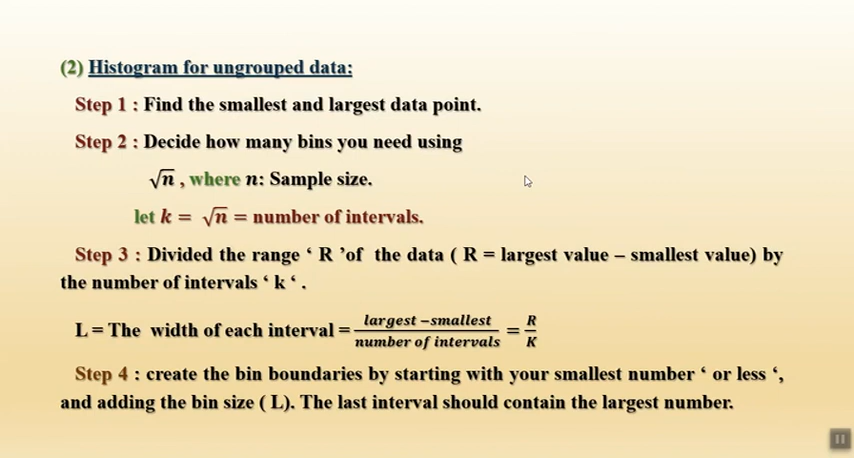 (2) Histogram for ungrouped data:
Step 1 : Find the smallest and largest data point.
Step 2 : Decide how many bins you need using
√n , where n: Sample size.
let k = √n = number of intervals.
Step 3 : Divided the range ‘ R ’of the data ( R = largest value – smallest value) by
the number of intervals ‘ k ‘ .
L = The width of each interval = largest −smallest / number of intervals = R / K
Step 4 : create the bin boundaries by starting with your smallest number ‘ or less ‘,
and adding the bin size ( L). The last interval should contain the largest number.